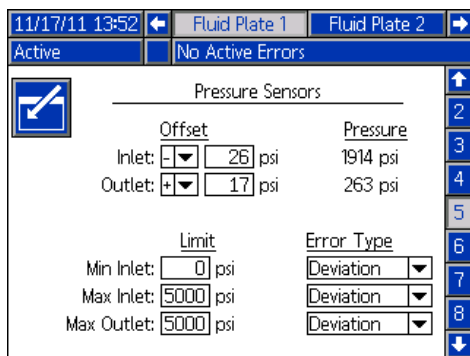 11/17/11 13:52 Fluid Plate 1 Fluid Plate 2
Active No Active Errors
Pressure Sensors
Offset Pressure
Inlet: - 26 psi 1914 psi
Outlet: + 17 psi 263 psi
Limit Error Type
Min Inlet: 0 psi Deviation
Max Inlet: 5000 psi Deviation
Max Outlet: 5000 psi Deviation
2
3
4
5
6
7
8